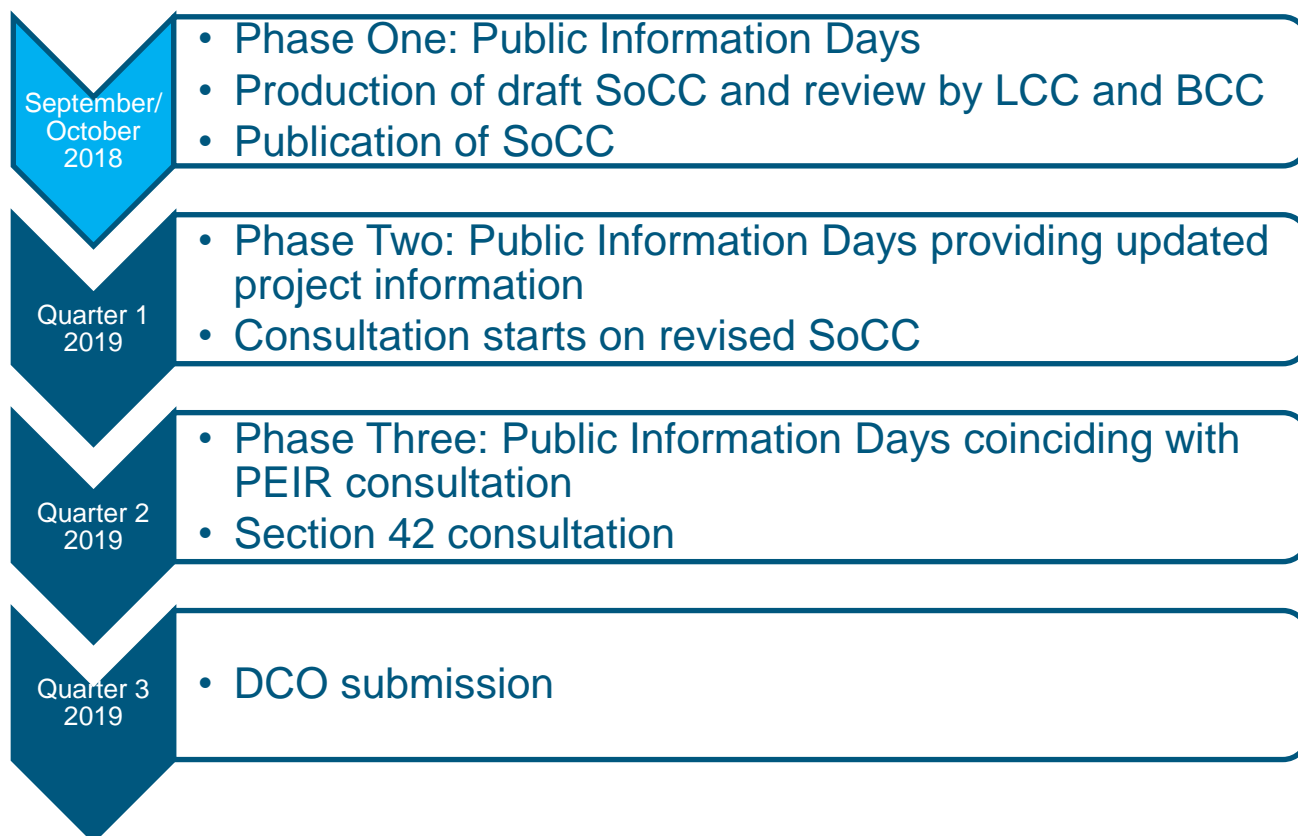 September/
October
2018
• Phase One: Public Information Days
• Production of draft SoCC and review by LCC and BCC
• Publication of SoCC
Quarter 1
2019
• Phase Two: Public Information Days providing updated
project information
• Consultation starts on revised SoCC
Quarter 2
2019
• Phase Three: Public Information Days coinciding with
PEIR consultation
• Section 42 consultation
Quarter 3
2019
• DCO submission